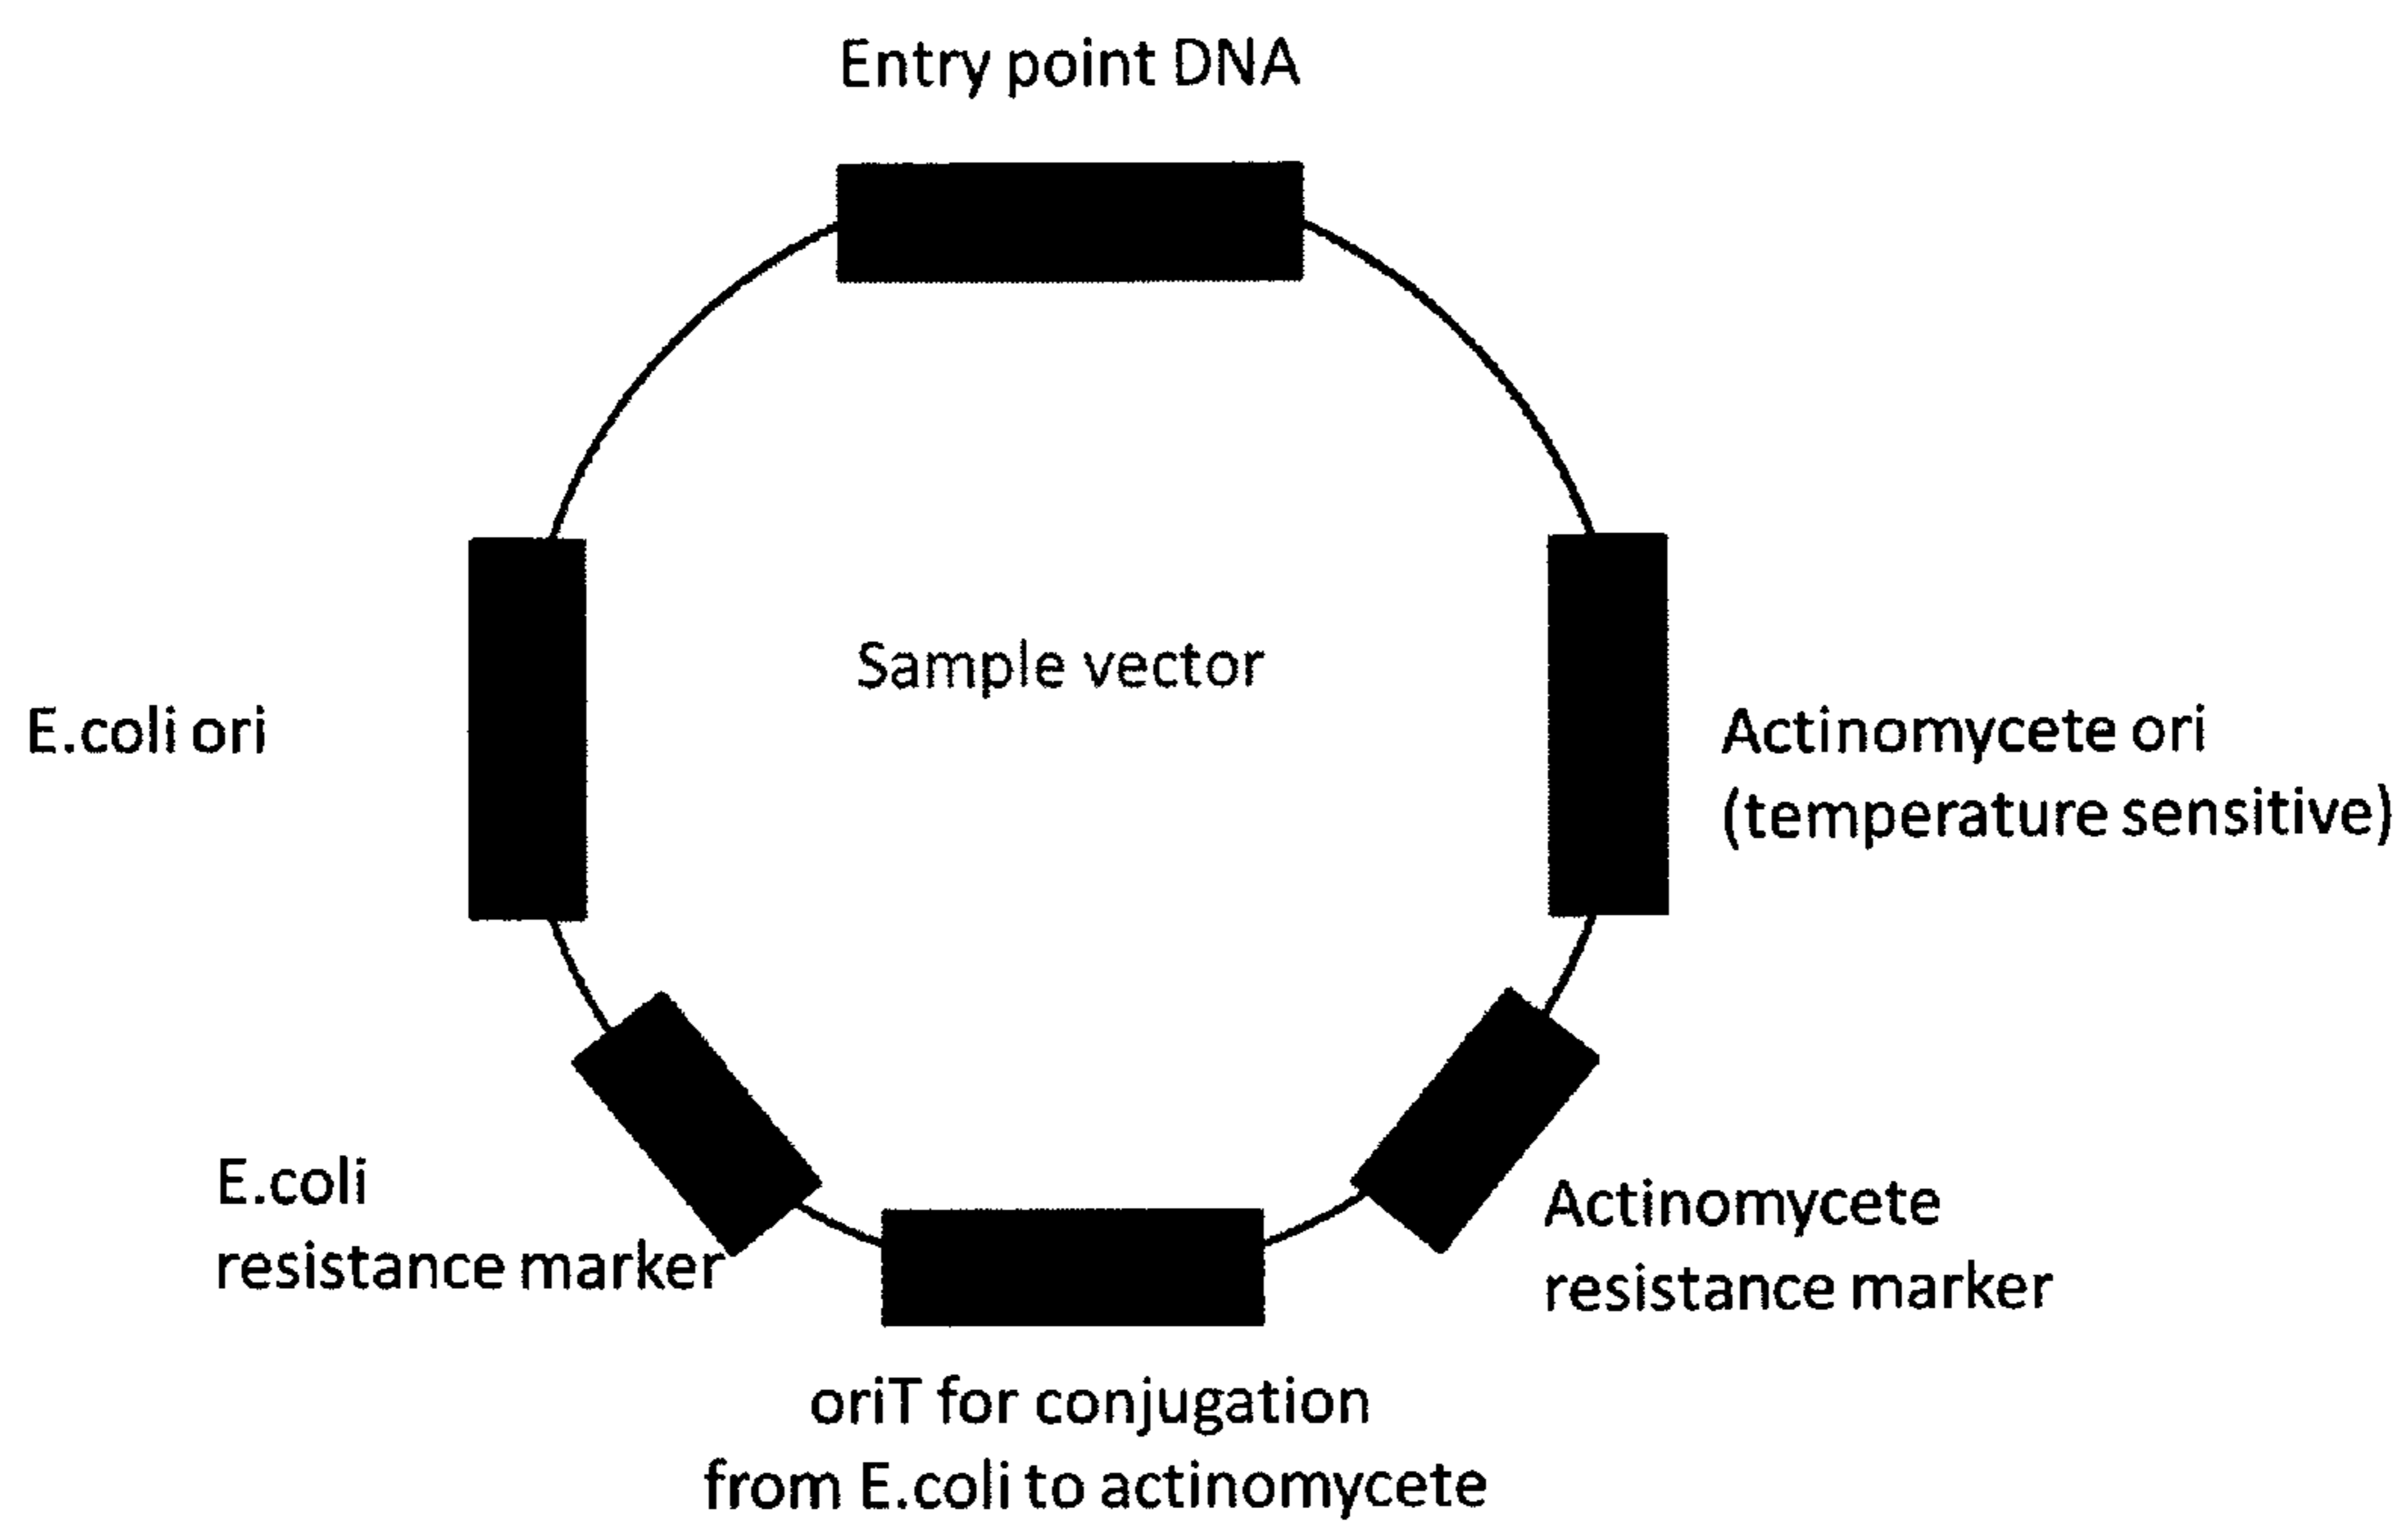 Entry point DNA
Sample vector
E.coli ori
Actinomycete ori
(temperature sensitive)
E.coli
resistance marker
Actinomycete
resistance marker
oriT for conjugation
from E.coli to actinomycete